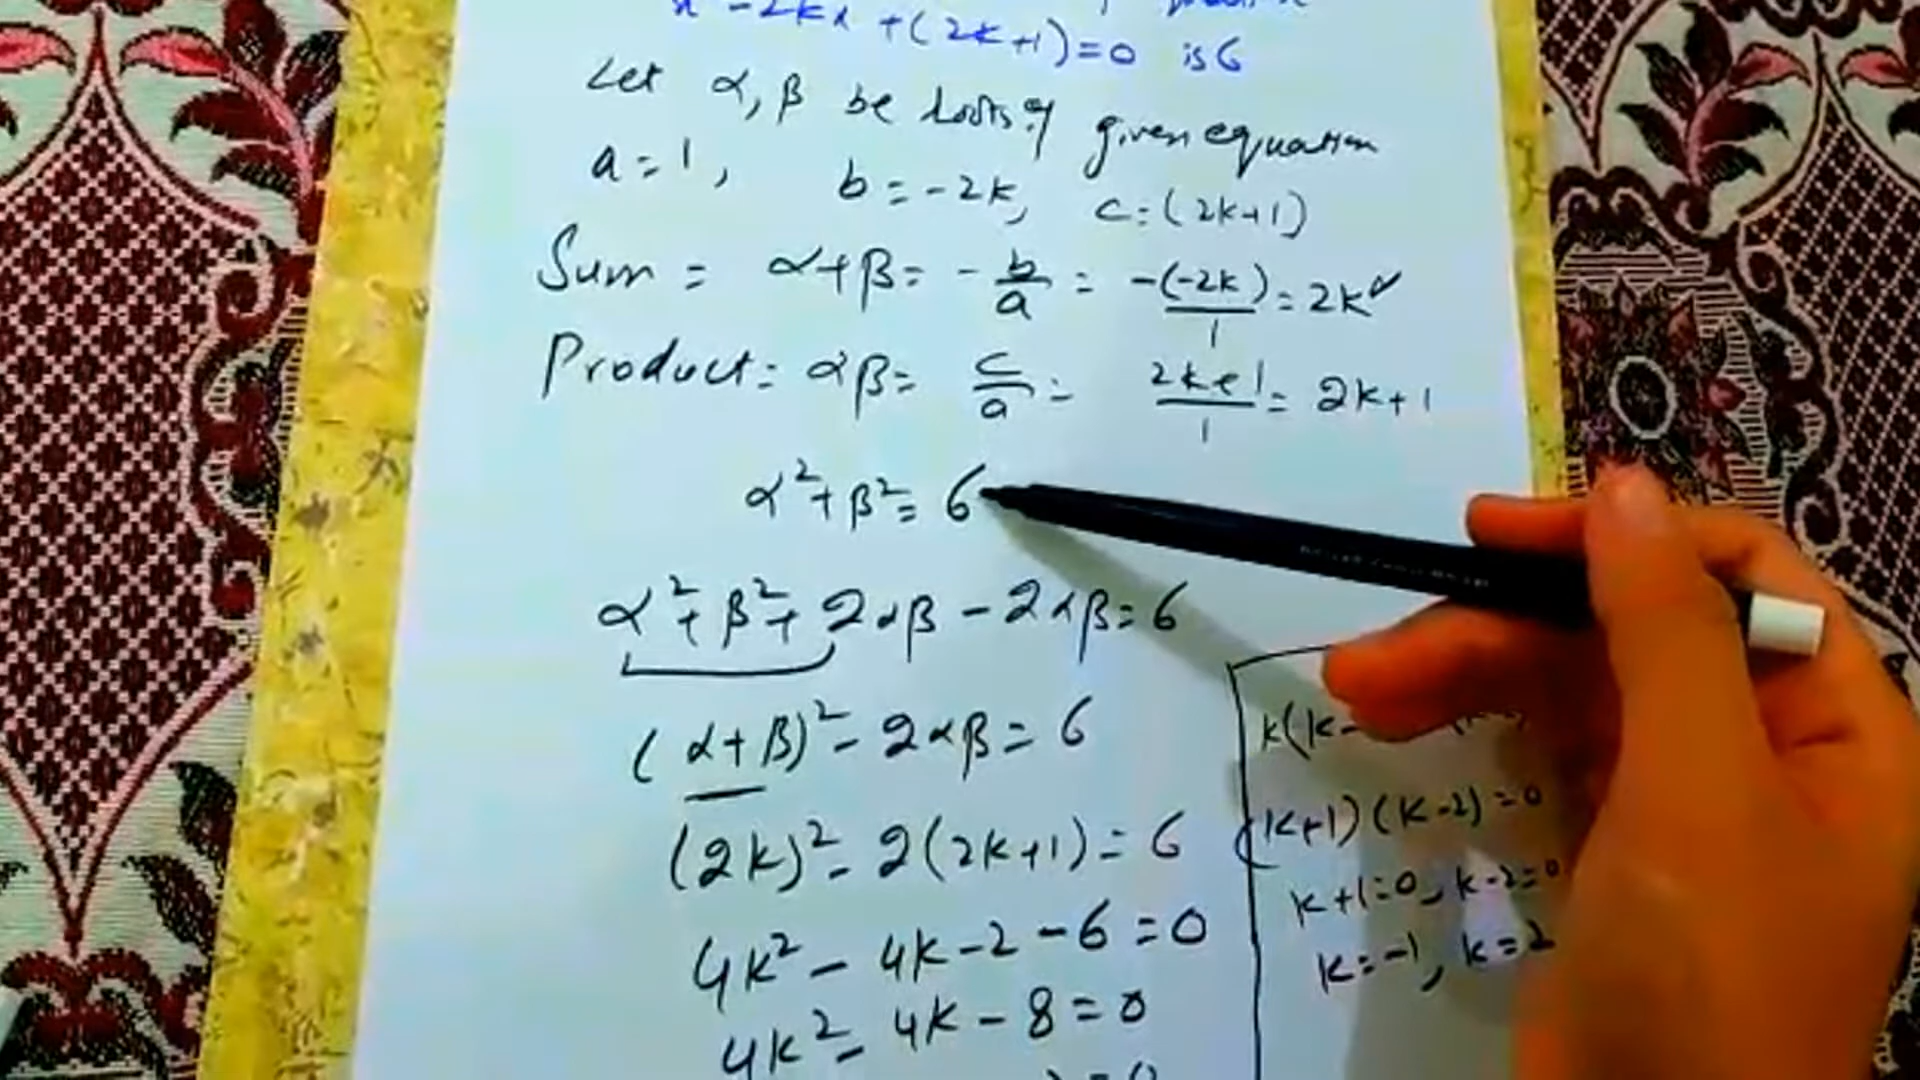 x² - 2kx + (2k+1) = 0 is 6
Let α, β be roots of given equation
a = 1, b = -2k, c = (2k+1)
Sum = α+β = -b/a = -(-2k)/1 = 2k
Product = αβ = c/a = 2k+1/1 = 2k+1
α² + β² = 6
α² + β² + 2αβ - 2αβ = 6
(α+β)² - 2αβ = 6
(2k)² - 2(2k+1) = 6
4k² - 4k - 2 - 6 = 0
4k² - 4k - 8 = 0
k(k-
(k+1)(k-2) = 0
k+1=0, k-2=0
k=-1, k=2